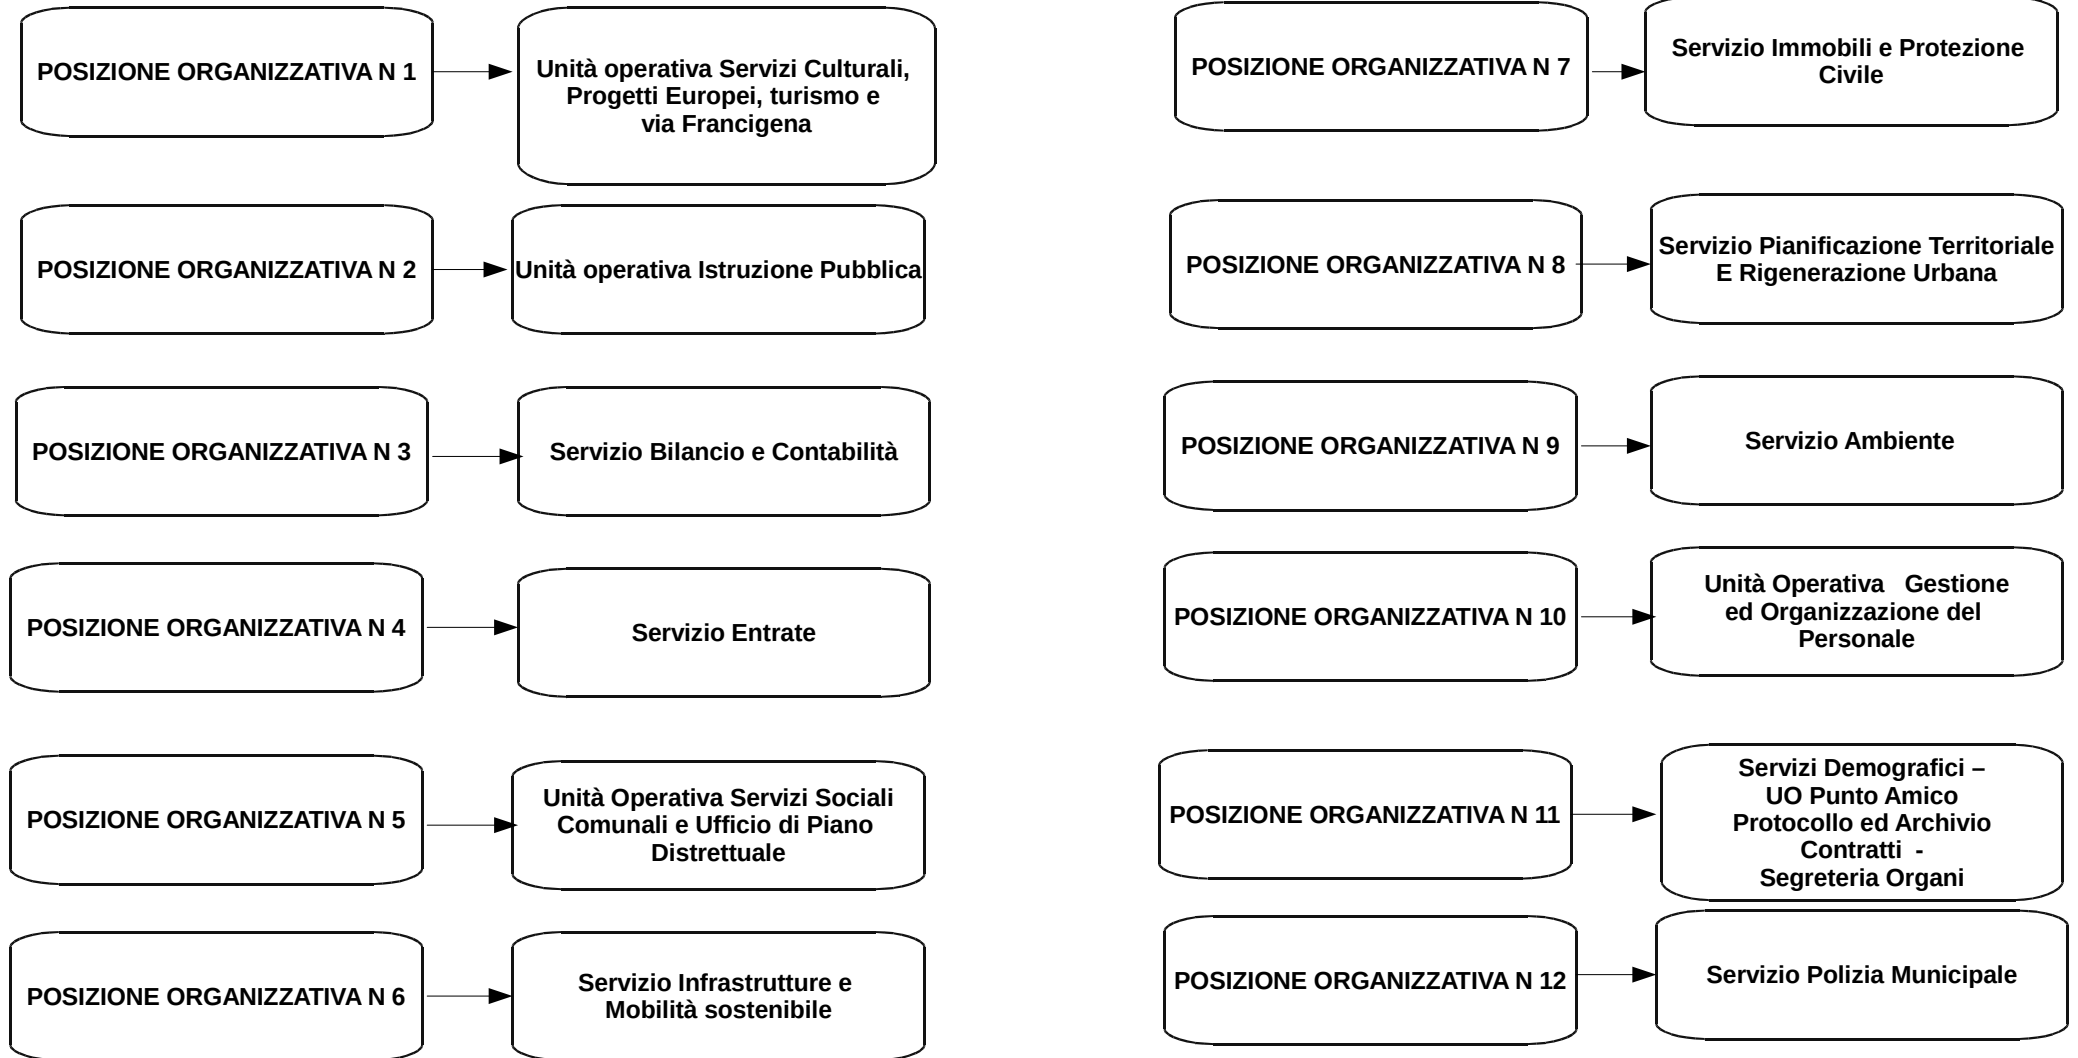 POSIZIONE ORGANIZZATIVA N 1
Unità operativa Servizi Culturali,
Progetti Europei, turismo e
via Francigena
POSIZIONE ORGANIZZATIVA N 2
Unità operativa Istruzione Pubblica
POSIZIONE ORGANIZZATIVA N 3
Servizio Bilancio e Contabilità
POSIZIONE ORGANIZZATIVA N 4
Servizio Entrate
POSIZIONE ORGANIZZATIVA N 5
Unità Operativa Servizi Sociali
Comunali e Ufficio di Piano
Distrettuale
POSIZIONE ORGANIZZATIVA N 6
Servizio Infrastrutture e
Mobilità sostenibile
POSIZIONE ORGANIZZATIVA N 7
Servizio Immobili e Protezione
Civile
POSIZIONE ORGANIZZATIVA N 8
Servizio Pianificazione Territoriale
E Rigenerazione Urbana
POSIZIONE ORGANIZZATIVA N 9
Servizio Ambiente
POSIZIONE ORGANIZZATIVA N 10
Unità Operativa   Gestione
ed Organizzazione del
Personale
POSIZIONE ORGANIZZATIVA N 11
Servizi Demografici –
UO Punto Amico
Protocollo ed Archivio
Contratti  -
Segreteria Organi
POSIZIONE ORGANIZZATIVA N 12
Servizio Polizia Municipale